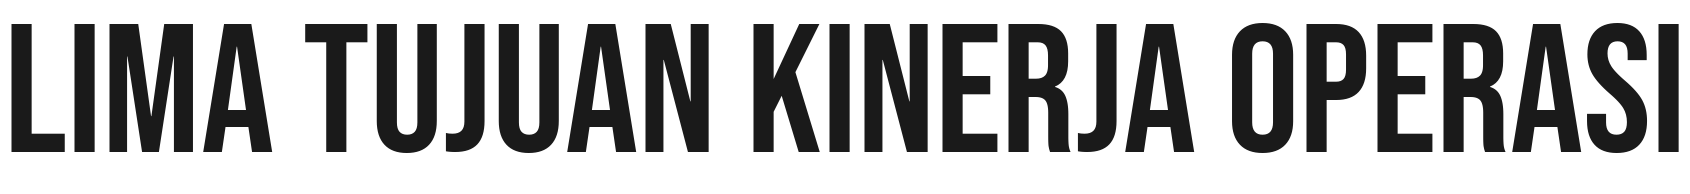 LIMA TUJUAN KINERJA OPERASI